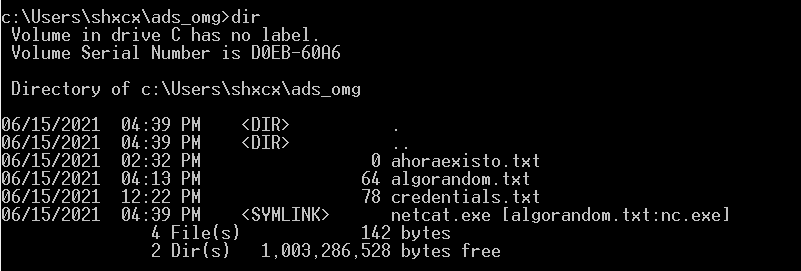 c:\Users\shxcx\ads_omg>dir
Volume in drive C has no label.
Volume Serial Number is D0EB-60A6
Directory of c:\Users\shxcx\ads_omg
06/15/2021 04:39 PM <DIR> .
06/15/2021 04:39 PM <DIR> ..
06/15/2021 02:32 PM 0 ahoraexisto.txt
06/15/2021 04:13 PM 64 algorandom.txt
06/15/2021 12:22 PM 78 credentials.txt
06/15/2021 04:39 PM <SYMLINK> netcat.exe [algorandom.txt:nc.exe]
4 File(s) 142 bytes
2 Dir(s) 1,003,286,528 bytes free